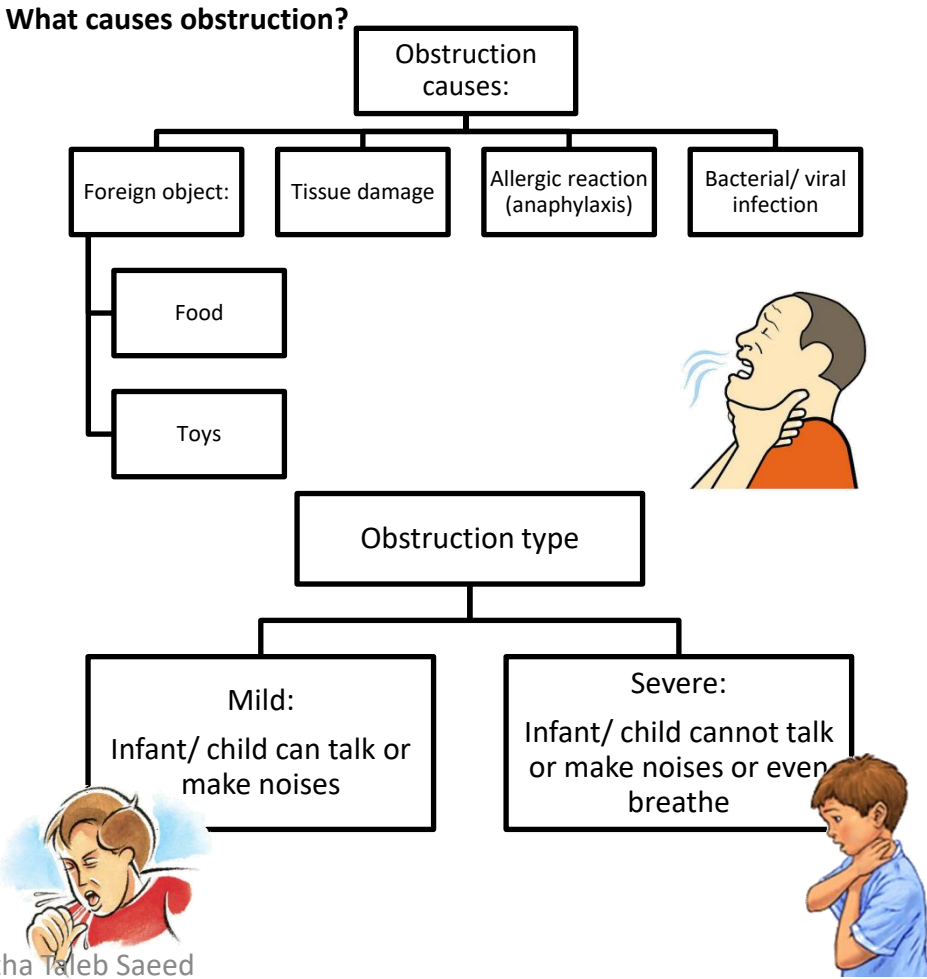 What causes obstruction?
Obstruction
causes:
Foreign object:
Tissue damage
Allergic reaction
(anaphylaxis)
Bacterial/ viral
infection
Food
Toys
Obstruction type
Mild:
Infant/ child can talk or
make noises
Severe:
Infant/ child cannot talk
or make noises or even
breathe
Taleb Saeed